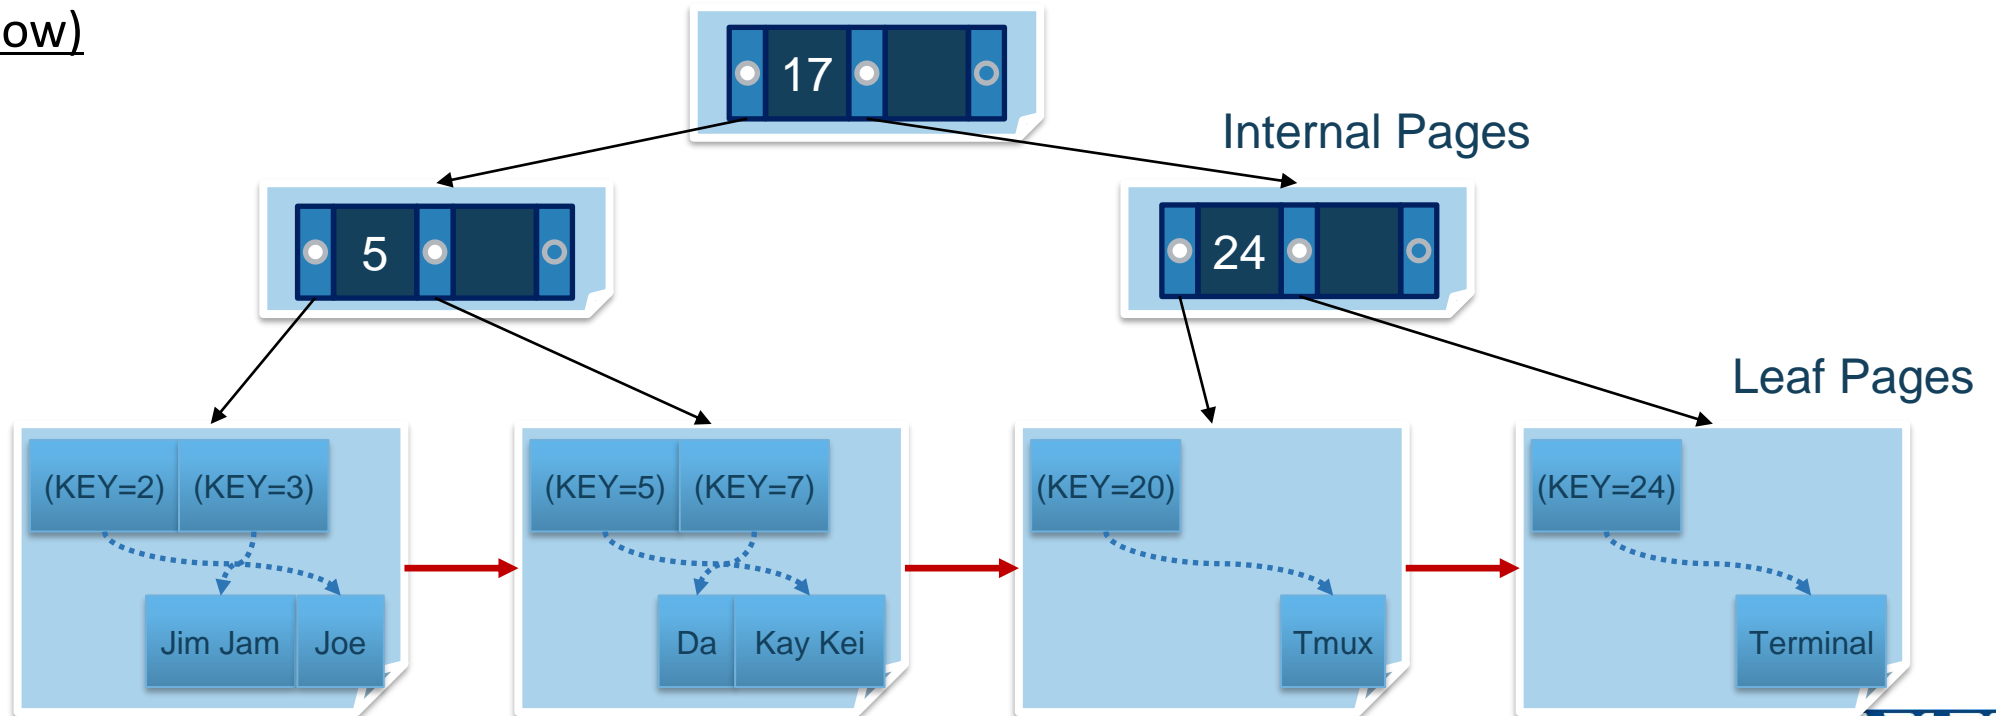 ow)
17
Internal Pages
5
24
Leaf Pages
(KEY=2) (KEY=3) (KEY=5) (KEY=7) (KEY=20) (KEY=24)
Jim Jam Joe Da Kay Kei Tmux Terminal